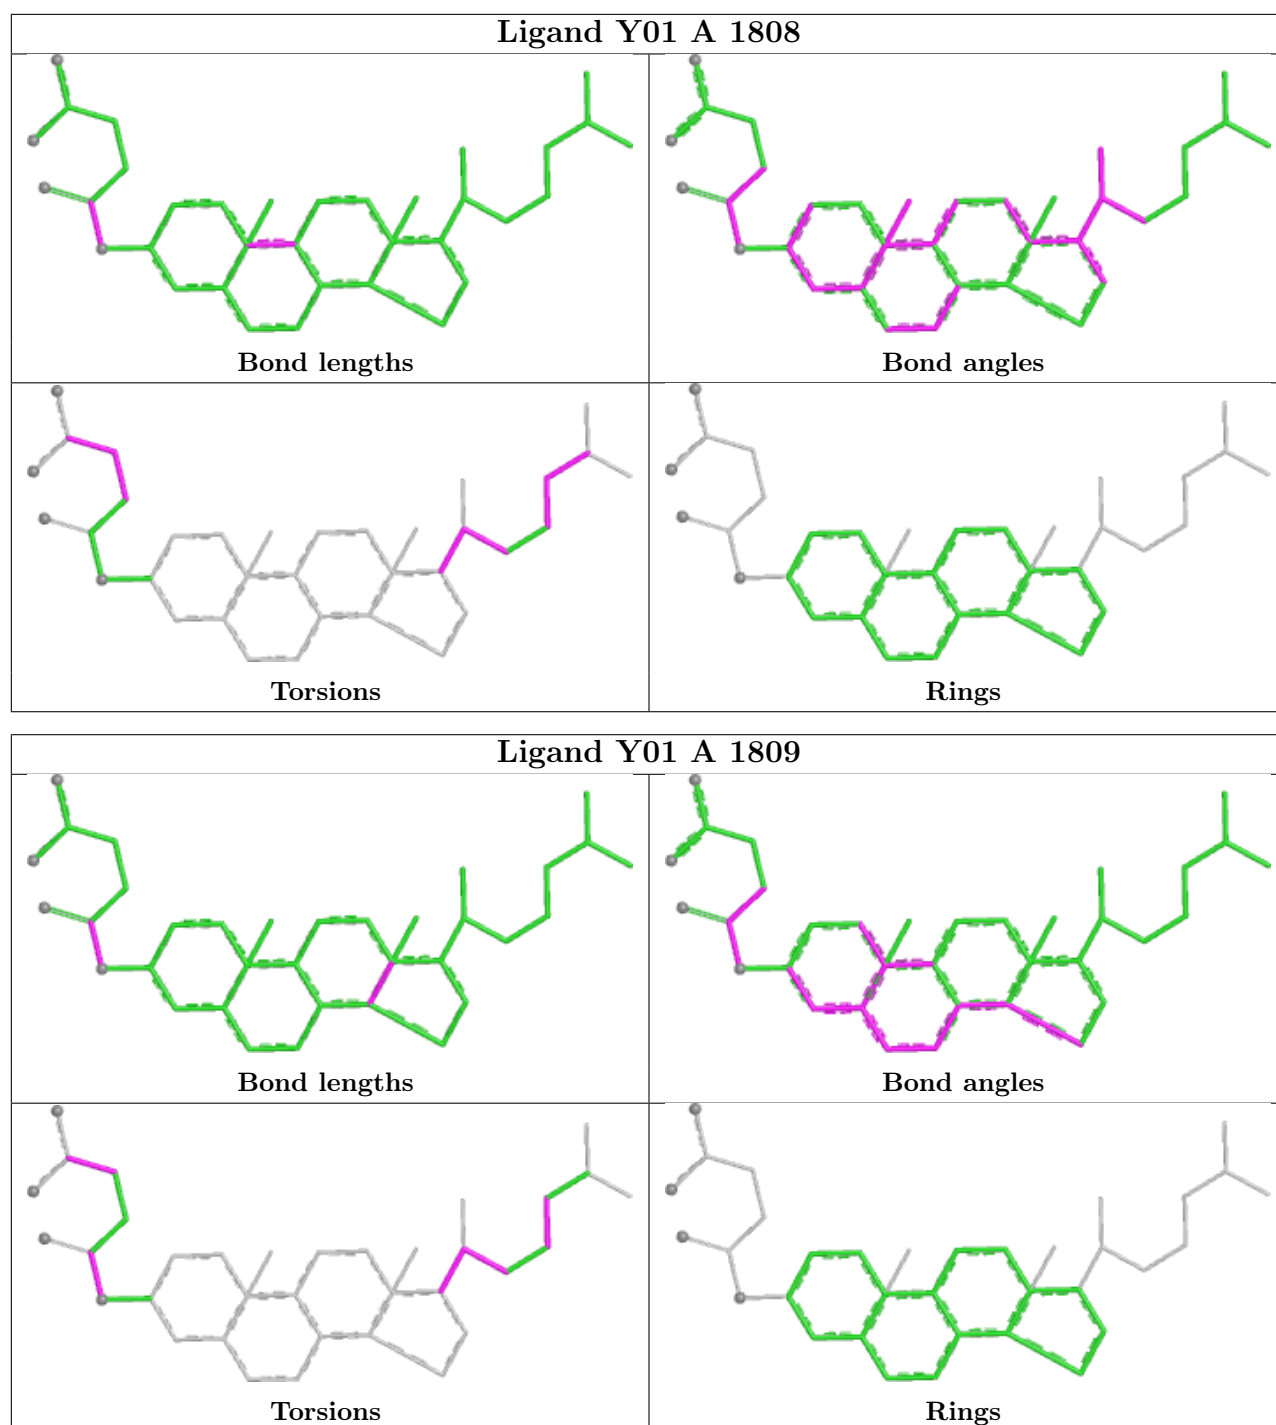 Ligand Y01 A 1808
Bond lengths
Bond angles
Torsions
Rings
Ligand Y01 A 1809
Bond lengths
Bond angles
Torsions
Rings